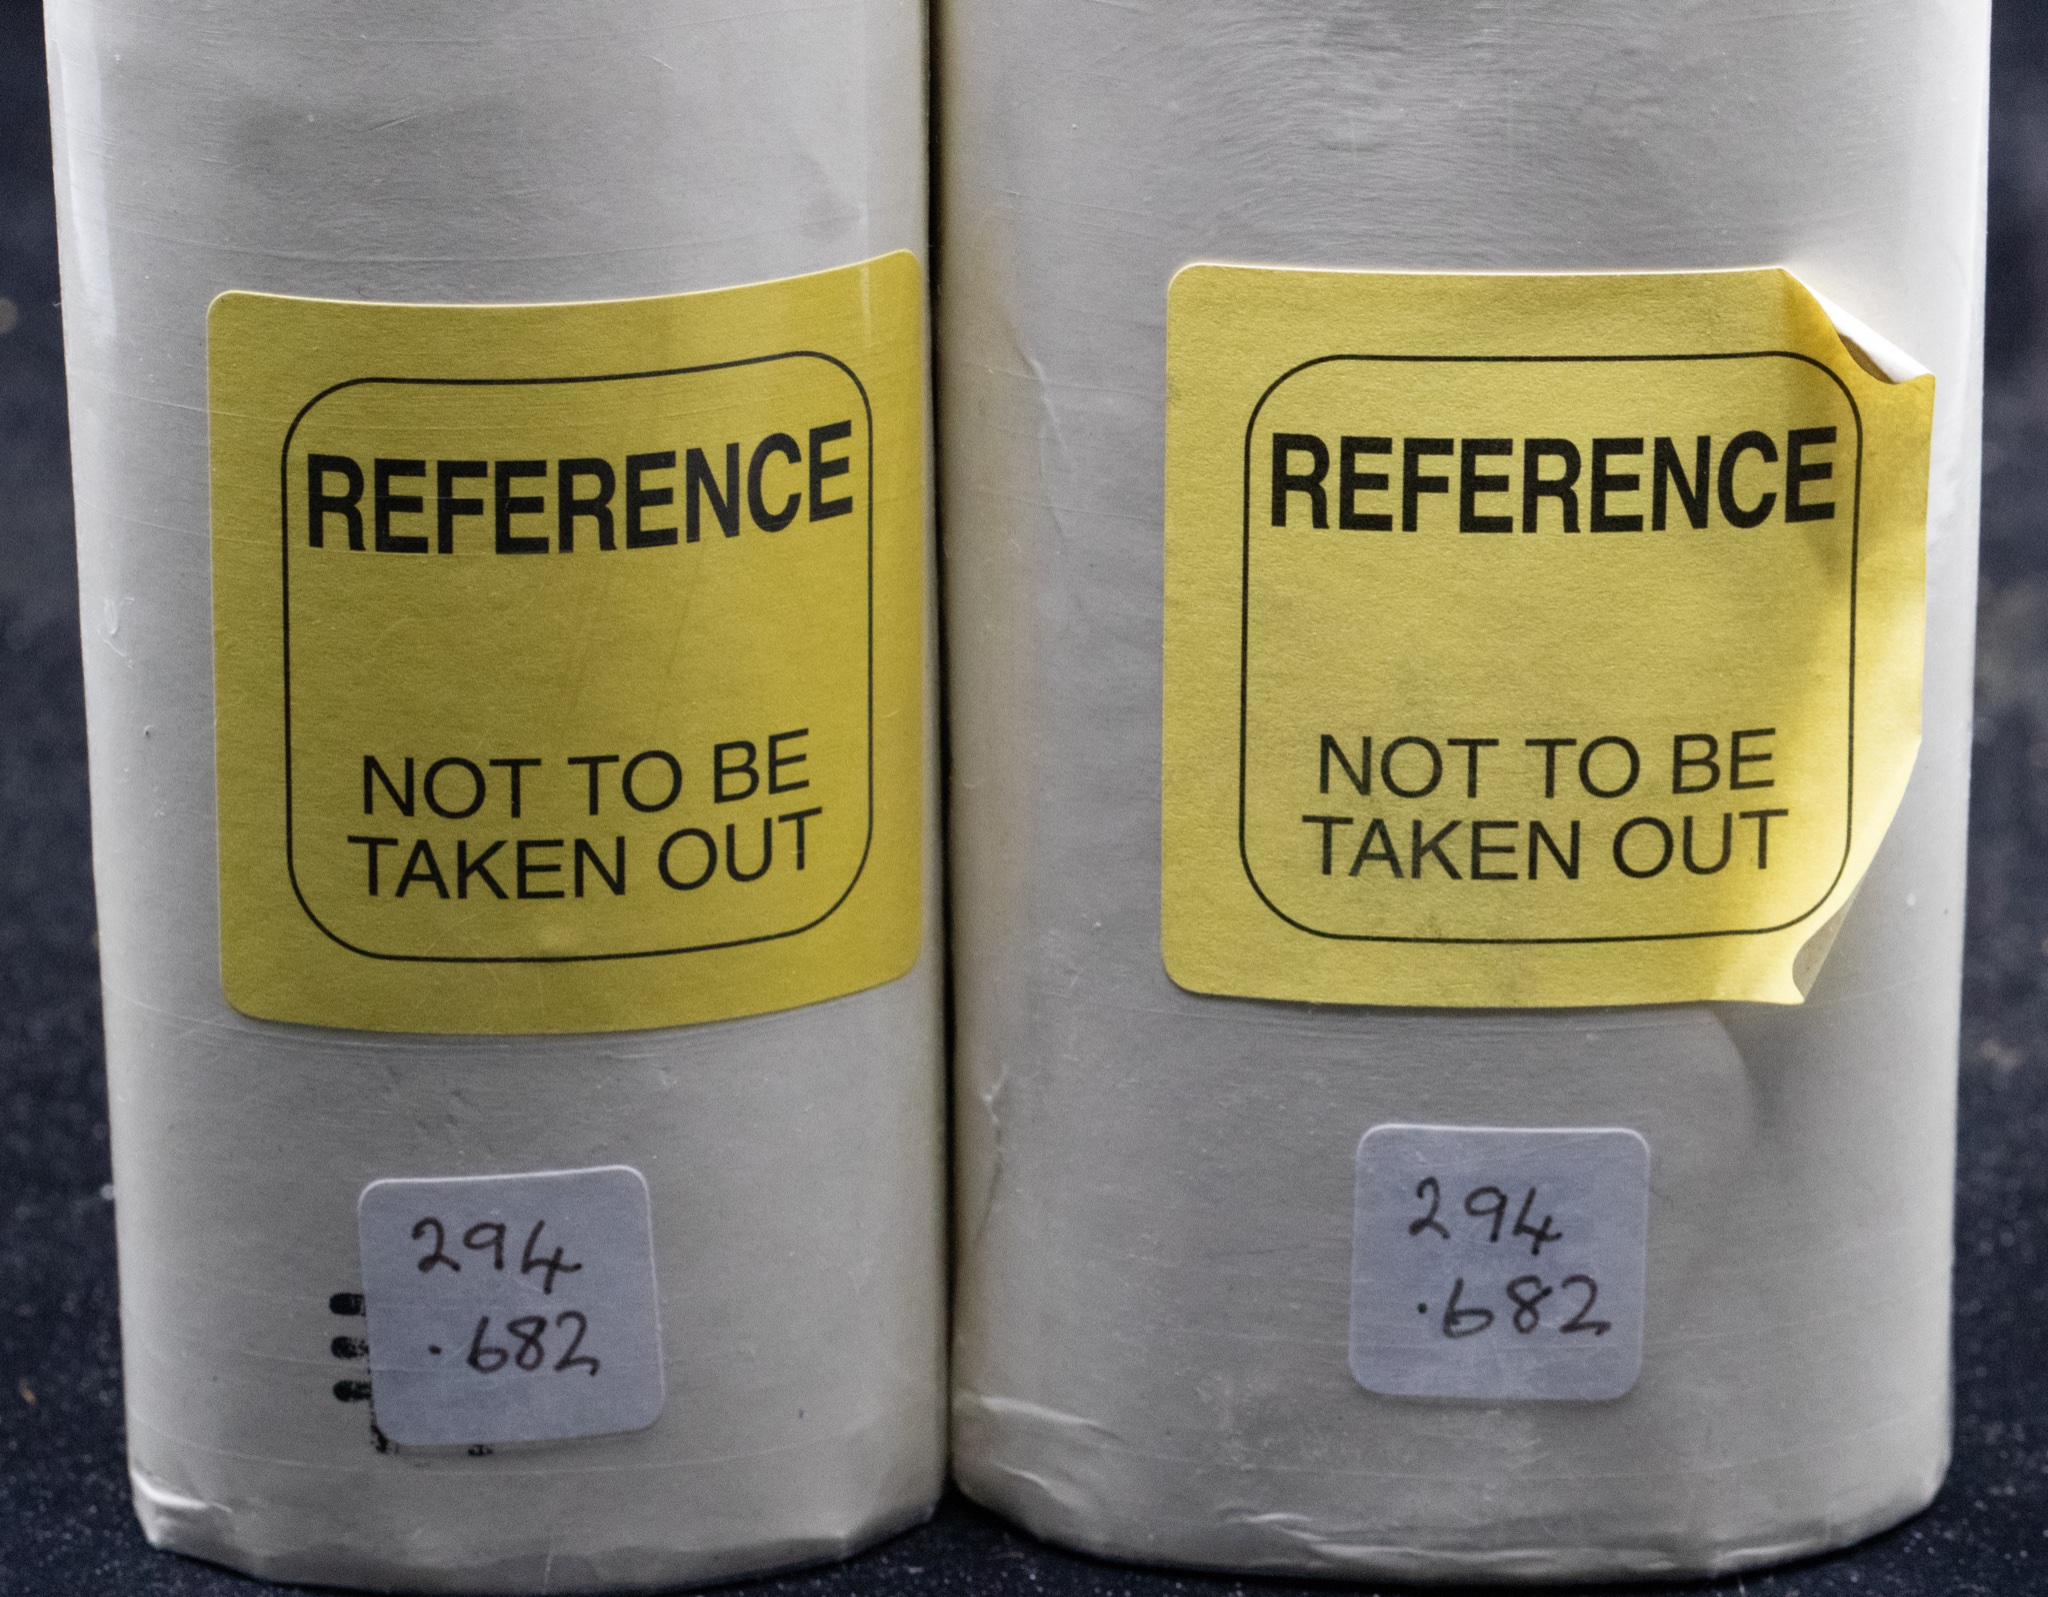 REFERENCE
NOT TO BE
TAKEN OUT
294
.682
REFERENCE
NOT TO BE
TAKEN OUT
294
.682